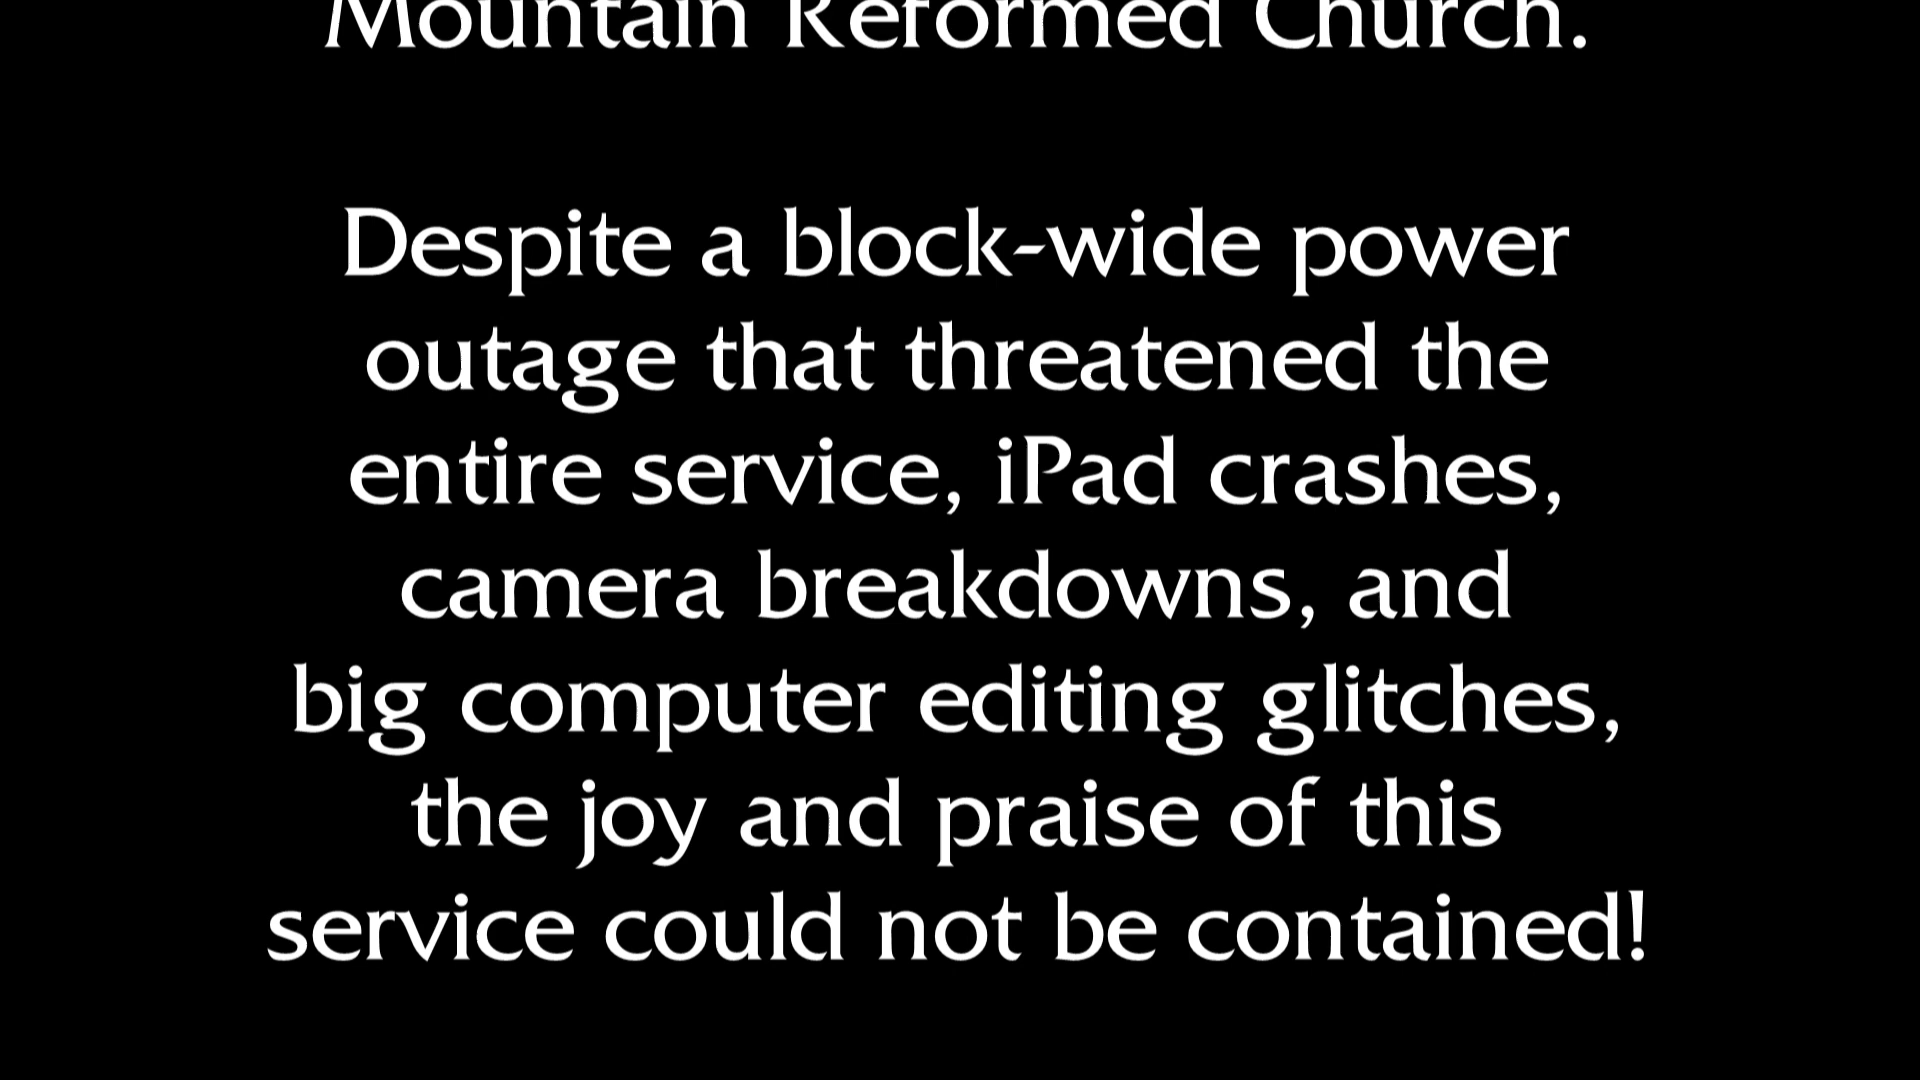 Mountain Reformed Church.
Despite a block-wide power
outage that threatened the
entire service, iPad crashes,
camera breakdowns, and
big computer editing glitches,
the joy and praise of this
service could not be contained!